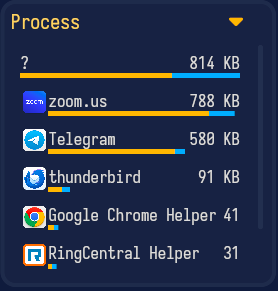 Process
? 814 KB
zoom zoom.us 788 KB
Telegram 580 KB
thunderbird 91 KB
Google Chrome Helper 41
RingCentral Helper 31